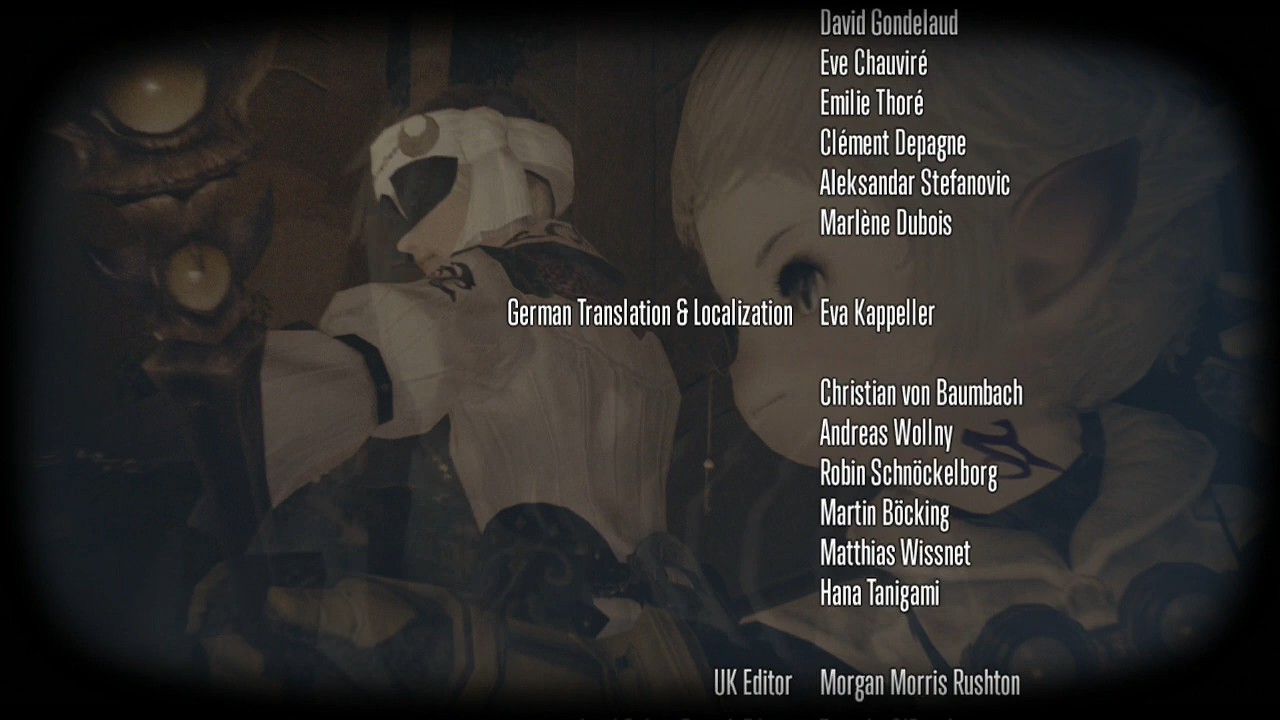 David Gondelaud
Eve Chauviré
Emilie Thoré
Clément Depagne
Aleksandar Stefanovic
Marlène Dubois
German Translation & Localization Eva Kappeller
Christian von Baumbach
Andreas Wollny
Robin Schnöckelborg
Martin Böcking
Matthias Wissnet
Hana Tanigami
UK Editor Morgan Morris Rushton